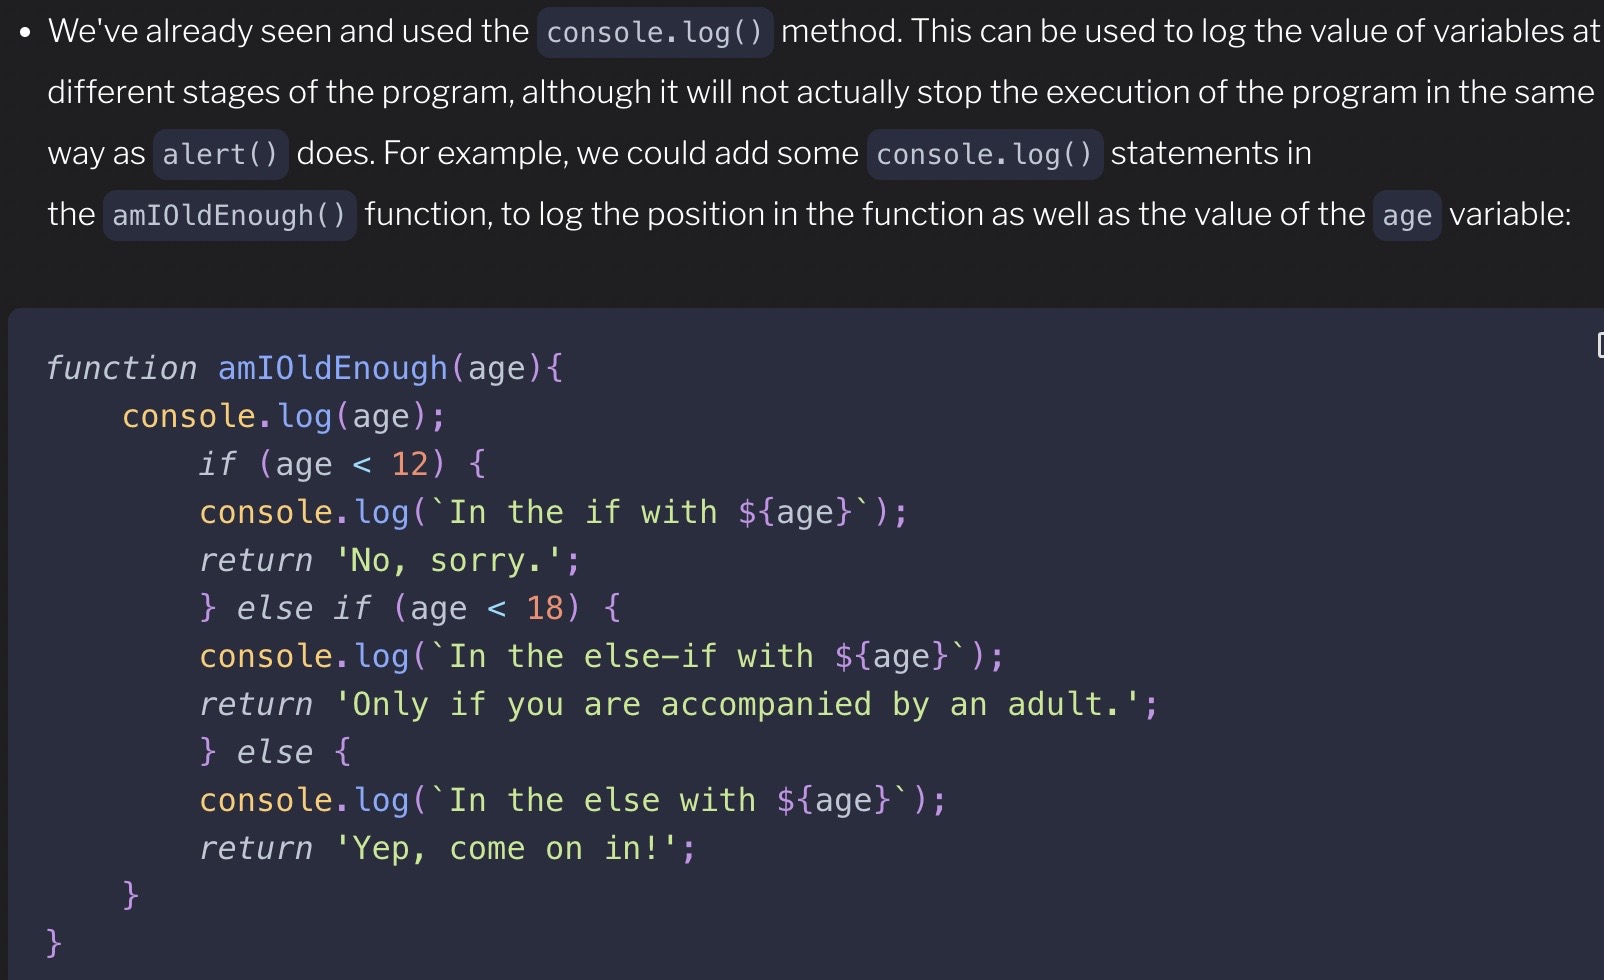 • We've already seen and used the console.log() method. This can be used to log the value of variables at
different stages of the program, although it will not actually stop the execution of the program in the same
way as alert() does. For example, we could add some console.log() statements in
the amIOldEnough() function, to log the position in the function as well as the value of the age variable:
function amIOldEnough(age){
    console.log(age);
        if (age < 12) {
        console.log(`In the if with ${age}`);
        return 'No, sorry.';
        } else if (age < 18) {
        console.log(`In the else-if with ${age}`);
        return 'Only if you are accompanied by an adult.';
        } else {
        console.log(`In the else with ${age}`);
        return 'Yep, come on in!';
    }
}